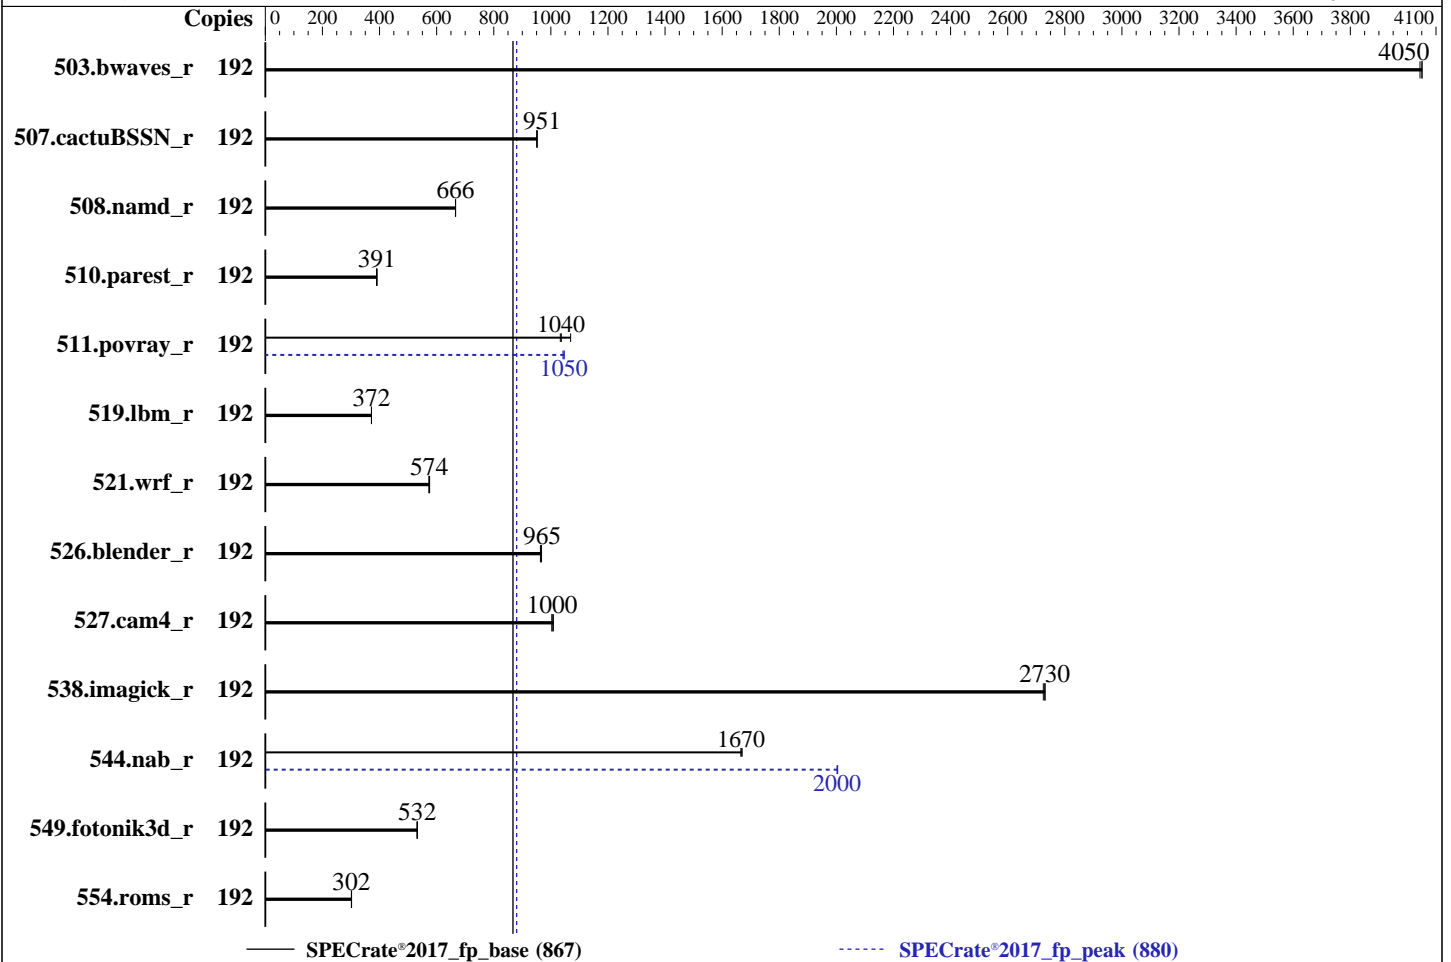 Copies 0 200 400 600 800 1000 1200 1400 1600 1800 2000 2200 2400 2600 2800 3000 3200 3400 3600 3800 4100
503.bwaves_r 192 4050
507.cactuBSSN_r 192 951
508.namd_r 192 666
510.parest_r 192 391
511.povray_r 192 1040
1050
519.lbm_r 192 372
521.wrf_r 192 574
526.blender_r 192 965
527.cam4_r 192 1000
538.imagick_r 192 2730
544.nab_r 192 1670
2000
549.fotonik3d_r 192 532
554.roms_r 192 302
SPECrate®2017_fp_base (867) SPECrate®2017_fp_peak (880)